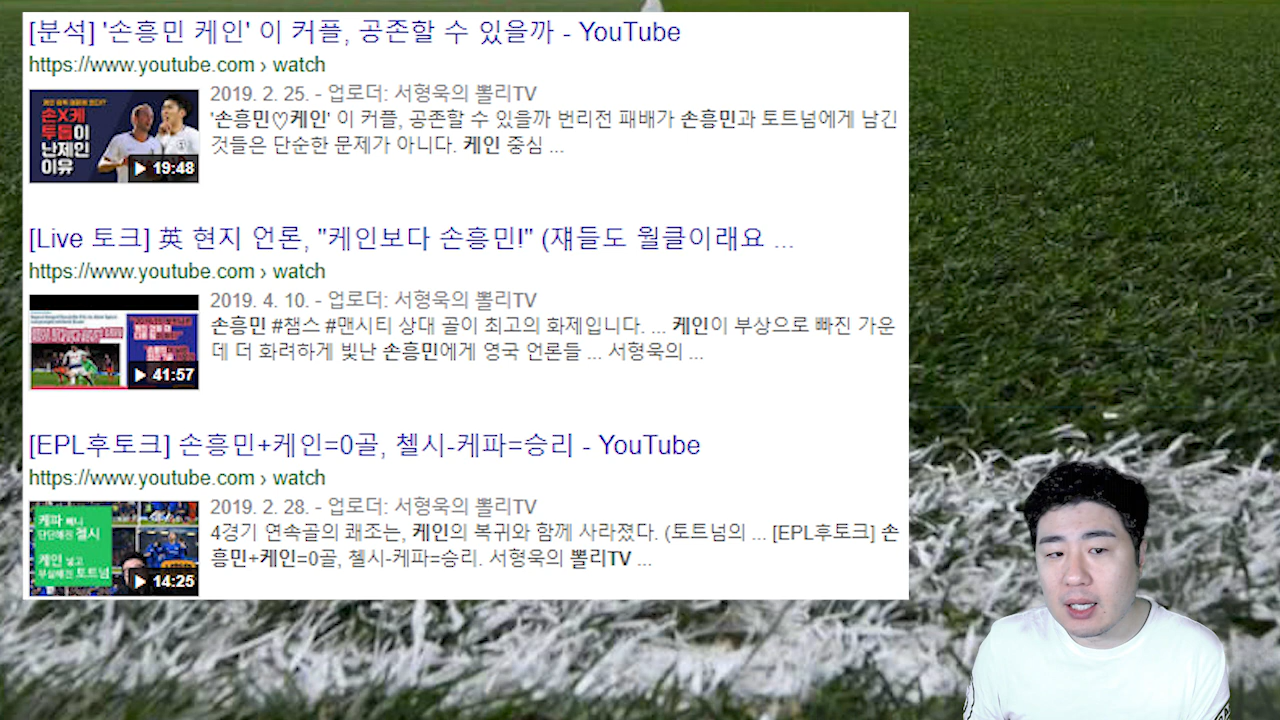 [분석] '손흥민 케인' 이 커플, 공존할 수 있을까 - YouTube
https://www.youtube.com › watch
2019. 2. 25. - 업로더: 서형욱의 뽈리TV
'손흥민♡케인' 이 커플, 공존할 수 있을까 번리전 패배가 손흥민과 토트넘에게 남긴
것들은 단순한 문제가 아니다. 케인 중심 ...
손X케
투톱이
난제인
이유
19:48
[Live 토크] 英 현지 언론, "케인보다 손흥민!" (쟤들도 월클이래요 ...
https://www.youtube.com › watch
2019. 4. 10. - 업로더: 서형욱의 뽈리TV
손흥민 #챔스 #맨시티 상대 골이 최고의 화제입니다. ... 케인이 부상으로 빠진 가운
데 더 화려하게 빛난 손흥민에게 영국 언론들 ... 서형욱의 ...
41:57
[EPL후토크] 손흥민+케인=0골, 첼시-케파=승리 - YouTube
https://www.youtube.com › watch
2019. 2. 28. - 업로더: 서형욱의 뽈리TV
4경기 연속골의 쾌조는, 케인의 복귀와 함께 사라졌다. (토트넘의 ... [EPL후토크] 손
흥민+케인=0골, 첼시-케파=승리. 서형욱의 뽈리TV ...
케파 빼니
단단해진 첼시
케인 넣고
부실해진 토트넘
14:25